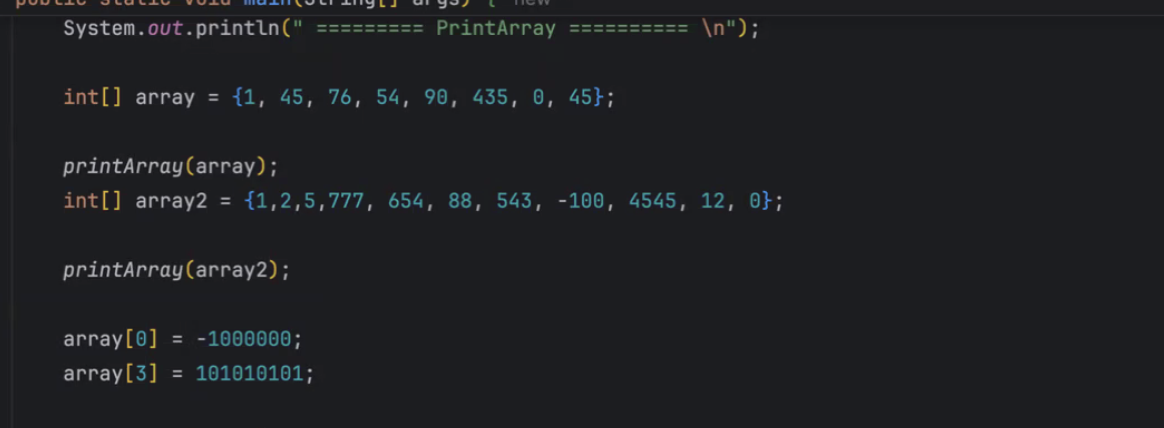 public static void main(String[] args) { new
System.out.println(" ========= PrintArray ========== \n");
int[] array = {1, 45, 76, 54, 90, 435, 0, 45};
printArray(array);
int[] array2 = {1,2,5,777, 654, 88, 543, -100, 4545, 12, 0};
printArray(array2);
array[0] = -1000000;
array[3] = 101010101;